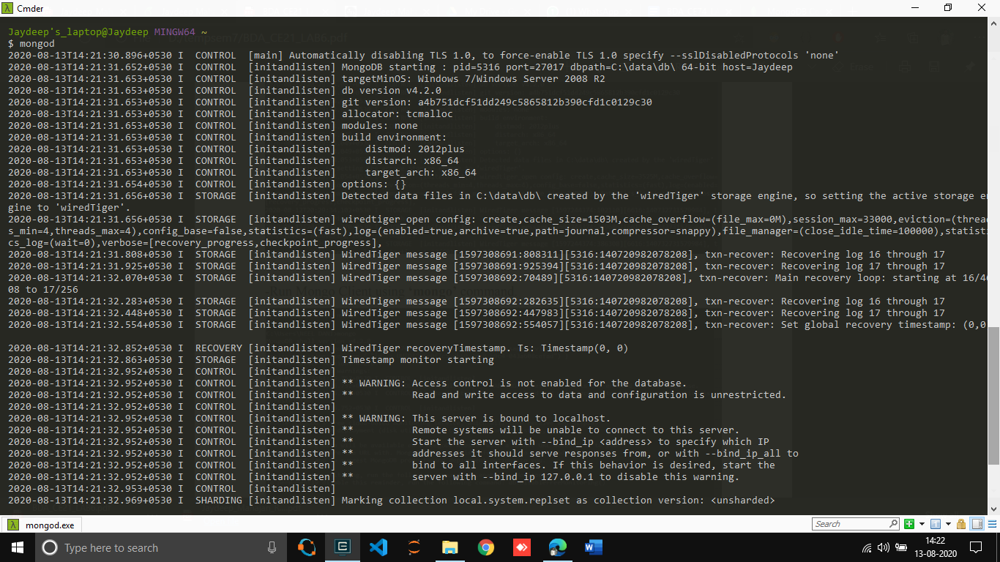 Cmder
Jaydeep's_laptop@Jaydeep MINGW64 ~
$ mongod
2020-08-13T14:21:30.896+0530 I  CONTROL  [main] Automatically disabling TLS 1.0, to force-enable TLS 1.0 specify --sslDisabledProtocols 'none'
2020-08-13T14:21:31.652+0530 I  CONTROL  [initandlisten] MongoDB starting : pid=5316 port=27017 dbpath=C:\data\db\ 64-bit host=Jaydeep
2020-08-13T14:21:31.653+0530 I  CONTROL  [initandlisten] targetMinOS: Windows 7/Windows Server 2008 R2
2020-08-13T14:21:31.653+0530 I  CONTROL  [initandlisten] db version v4.2.0
2020-08-13T14:21:31.653+0530 I  CONTROL  [initandlisten] git version: a4b751dcf51dd249c5865812b390cfd1c0129c30
2020-08-13T14:21:31.653+0530 I  CONTROL  [initandlisten] allocator: tcmalloc
2020-08-13T14:21:31.653+0530 I  CONTROL  [initandlisten] modules: none
2020-08-13T14:21:31.653+0530 I  CONTROL  [initandlisten] build environment:
2020-08-13T14:21:31.653+0530 I  CONTROL  [initandlisten]     distmod: 2012plus
2020-08-13T14:21:31.653+0530 I  CONTROL  [initandlisten]     distarch: x86_64
2020-08-13T14:21:31.653+0530 I  CONTROL  [initandlisten]     target_arch: x86_64
2020-08-13T14:21:31.654+0530 I  CONTROL  [initandlisten] options: {}
2020-08-13T14:21:31.656+0530 I  STORAGE  [initandlisten] Detected data files in C:\data\db\ created by the 'wiredTiger' storage engine, so setting the active storage en
gine to 'wiredTiger'.
2020-08-13T14:21:31.656+0530 I  STORAGE  [initandlisten] wiredtiger_open config: create,cache_size=1503M,cache_overflow=(file_max=0M),session_max=33000,eviction=(thread
s_min=4,threads_max=4),config_base=false,statistics=(fast),log=(enabled=true,archive=true,path=journal,compressor=snappy),file_manager=(close_idle_time=100000),statisti
cs_log=(wait=0),verbose=[recovery_progress,checkpoint_progress],
2020-08-13T14:21:31.808+0530 I  STORAGE  [initandlisten] WiredTiger message [1597308691:808311][5316:140720982078208], txn-recover: Recovering log 16 through 17
2020-08-13T14:21:31.925+0530 I  STORAGE  [initandlisten] WiredTiger message [1597308691:925394][5316:140720982078208], txn-recover: Recovering log 17 through 17
2020-08-13T14:21:32.070+0530 I  STORAGE  [initandlisten] WiredTiger message [1597308692:70489][5316:140720982078208], txn-recover: Main recovery loop: starting at 16/46
08 to 17/256
2020-08-13T14:21:32.283+0530 I  STORAGE  [initandlisten] WiredTiger message [1597308692:282635][5316:140720982078208], txn-recover: Recovering log 16 through 17
2020-08-13T14:21:32.448+0530 I  STORAGE  [initandlisten] WiredTiger message [1597308692:447983][5316:140720982078208], txn-recover: Recovering log 17 through 17
2020-08-13T14:21:32.554+0530 I  STORAGE  [initandlisten] WiredTiger message [1597308692:554057][5316:140720982078208], txn-recover: Set global recovery timestamp: (0,0
2020-08-13T14:21:32.852+0530 I  RECOVERY [initandlisten] WiredTiger recoveryTimestamp. Ts: Timestamp(0, 0)
2020-08-13T14:21:32.863+0530 I  STORAGE  [initandlisten] Timestamp monitor starting
2020-08-13T14:21:32.952+0530 I  CONTROL  [initandlisten]
2020-08-13T14:21:32.952+0530 I  CONTROL  [initandlisten] ** WARNING: Access control is not enabled for the database.
2020-08-13T14:21:32.952+0530 I  CONTROL  [initandlisten] **          Read and write access to data and configuration is unrestricted.
2020-08-13T14:21:32.952+0530 I  CONTROL  [initandlisten]
2020-08-13T14:21:32.952+0530 I  CONTROL  [initandlisten] ** WARNING: This server is bound to localhost.
2020-08-13T14:21:32.952+0530 I  CONTROL  [initandlisten] **          Remote systems will be unable to connect to this server.
2020-08-13T14:21:32.952+0530 I  CONTROL  [initandlisten] **          Start the server with --bind_ip <address> to specify which IP
2020-08-13T14:21:32.952+0530 I  CONTROL  [initandlisten] **          addresses it should serve responses from, or with --bind_ip_all to
2020-08-13T14:21:32.952+0530 I  CONTROL  [initandlisten] **          bind to all interfaces. If this behavior is desired, start the
2020-08-13T14:21:32.952+0530 I  CONTROL  [initandlisten] **          server with --bind_ip 127.0.0.1 to disable this warning.
2020-08-13T14:21:32.953+0530 I  CONTROL  [initandlisten]
2020-08-13T14:21:32.969+0530 I  SHARDING [initandlisten] Marking collection local.system.replset as collection version: <unsharded>
mongod.exe
Search
Type here to search
14:22
13-08-2020